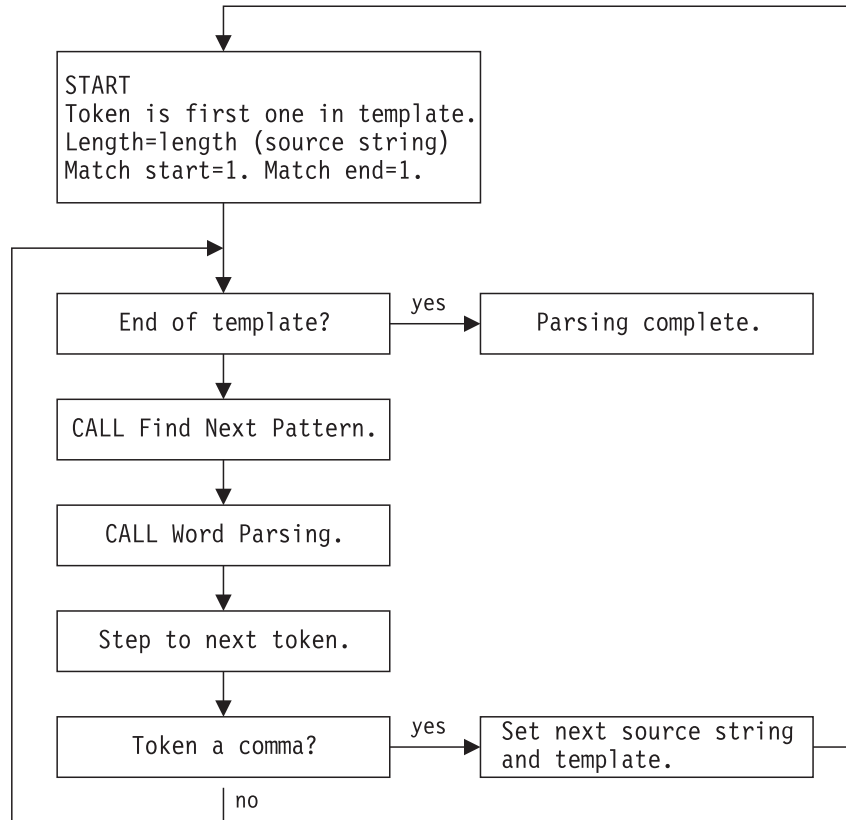 START
Token is first one in template.
Length=length (source string)
Match start=1. Match end=1.
End of template?
yes
Parsing complete.
CALL Find Next Pattern.
CALL Word Parsing.
Step to next token.
Token a comma?
yes
Set next source string
and template.
no